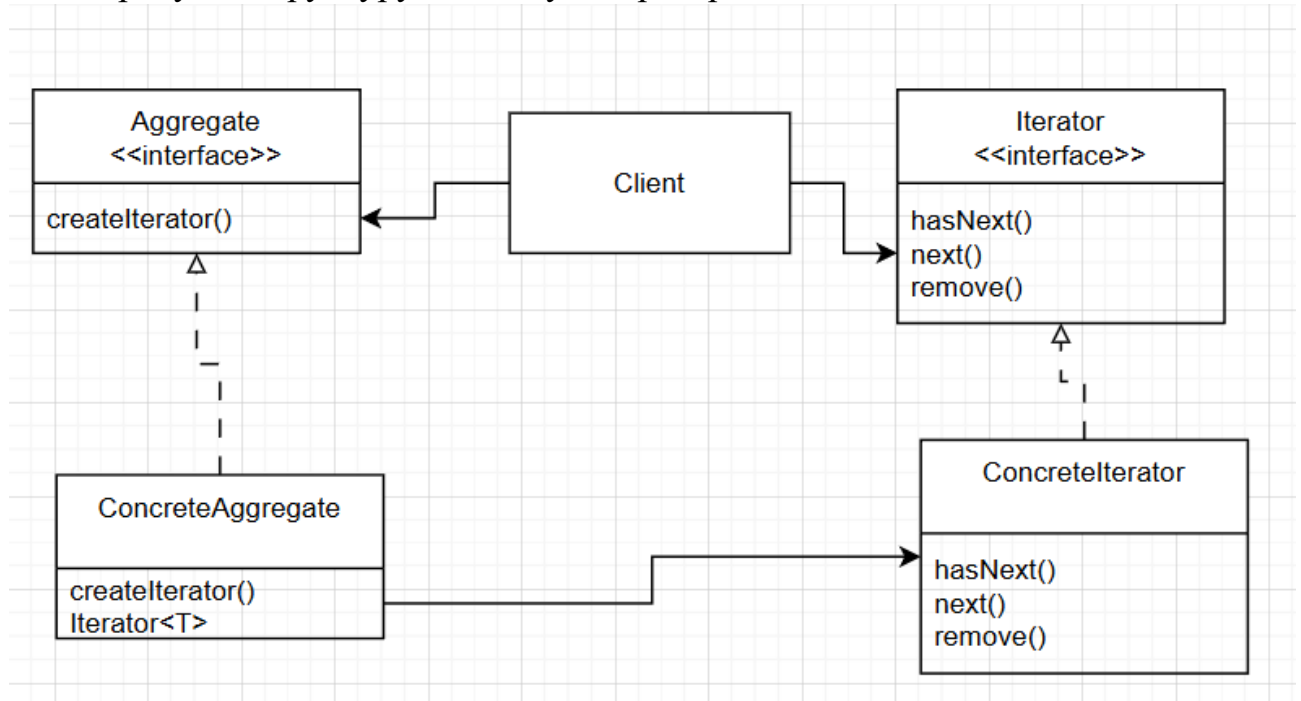 Aggregate
<<interface>>
createIterator()
Client
Iterator
<<interface>>
hasNext()
next()
remove()
ConcreteAggregate
createIterator()
Iterator<T>
ConcreteIterator
hasNext()
next()
remove()